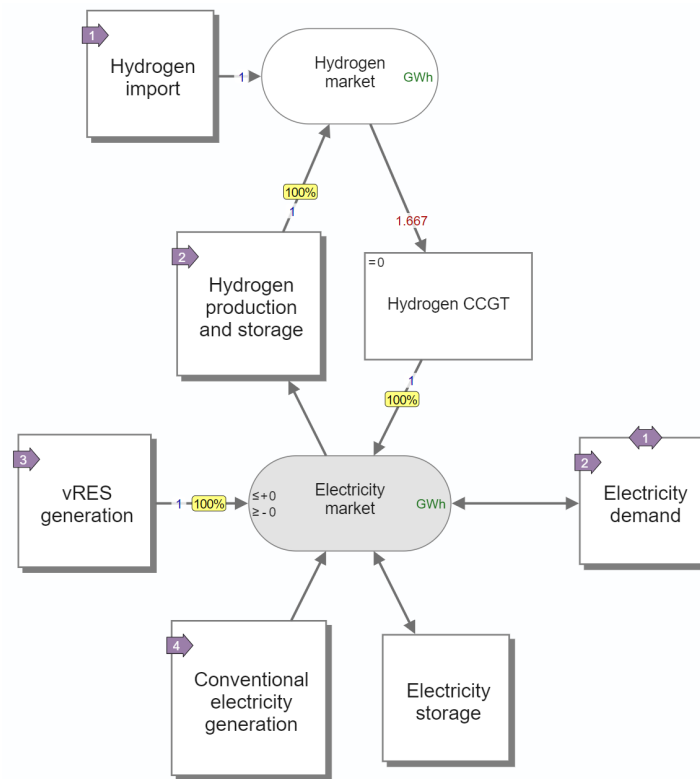 1
Hydrogen
import
1
Hydrogen
market
GWh
100%
1
1.667
2
Hydrogen
production
and storage
=0
Hydrogen CCGT
1
100%
3
vRES
generation
1
100%
≤+0
≥-0
Electricity
market
GWh
1
2
Electricity
demand
4
Conventional
electricity
generation
Electricity
storage